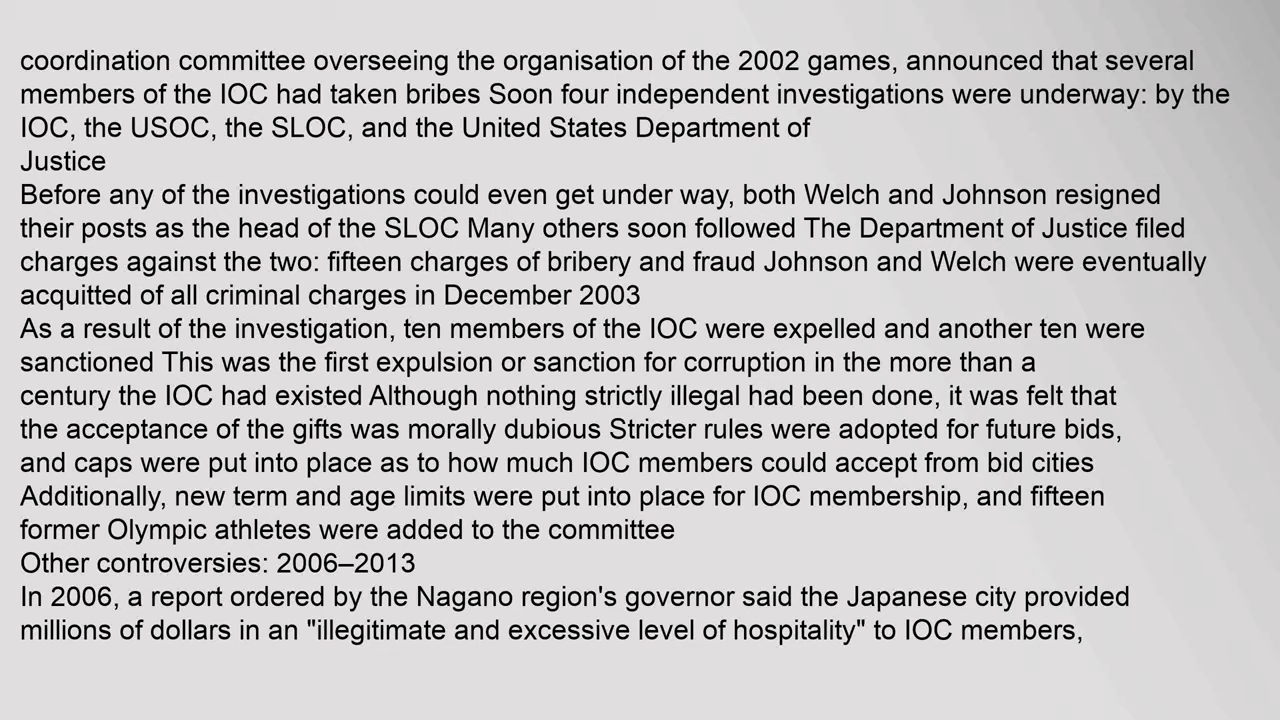 coordination committee overseeing the organisation of the 2002 games, announced that several
members of the IOC had taken bribes Soon four independent investigations were underway: by the
IOC, the USOC, the SLOC, and the United States Department of
Justice
Before any of the investigations could even get under way, both Welch and Johnson resigned
their posts as the head of the SLOC Many others soon followed The Department of Justice filed
charges against the two: fifteen charges of bribery and fraud Johnson and Welch were eventually
acquitted of all criminal charges in December 2003
As a result of the investigation, ten members of the IOC were expelled and another ten were
sanctioned This was the first expulsion or sanction for corruption in the more than a
century the IOC had existed Although nothing strictly illegal had been done, it was felt that
the acceptance of the gifts was morally dubious Stricter rules were adopted for future bids,
and caps were put into place as to how much IOC members could accept from bid cities
Additionally, new term and age limits were put into place for IOC membership, and fifteen
former Olympic athletes were added to the committee
Other controversies: 2006–2013
In 2006, a report ordered by the Nagano region's governor said the Japanese city provided
millions of dollars in an "illegitimate and excessive level of hospitality" to IOC members,